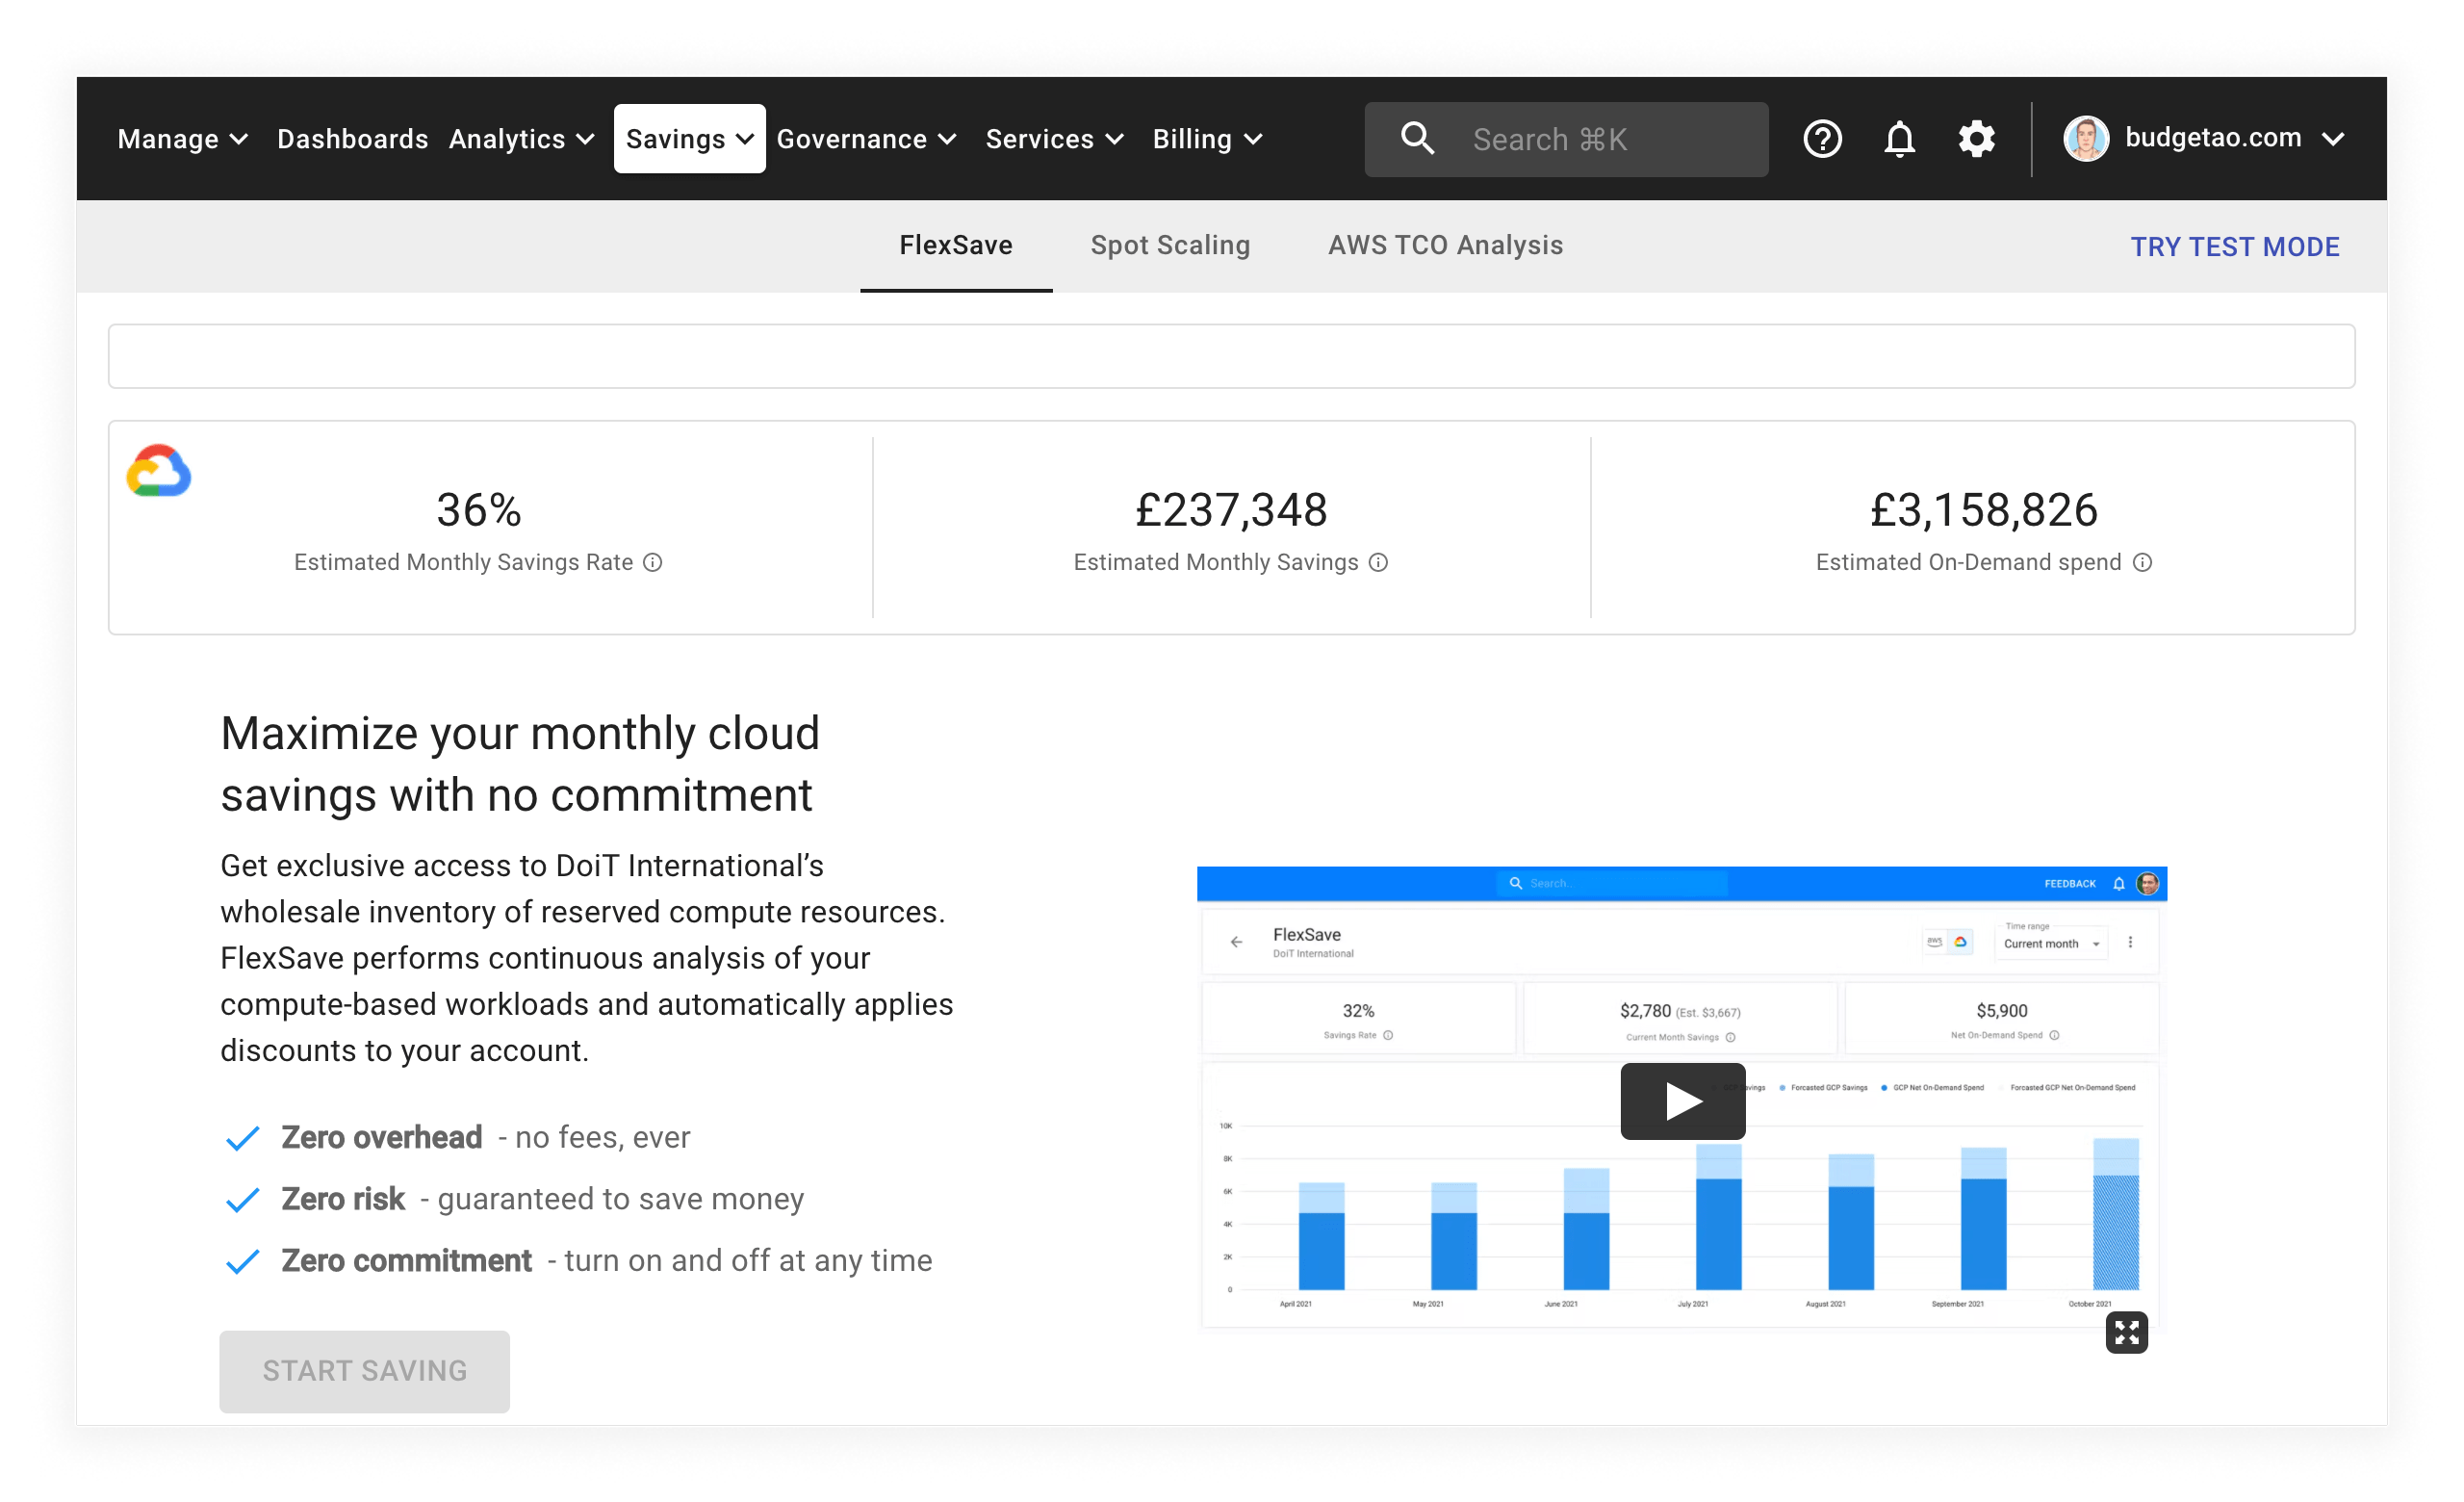 Manage Dashboards Analytics Savings Governance Services Billing Search ⌘K budgetao.com
FlexSave Spot Scaling AWS TCO Analysis TRY TEST MODE
36%
Estimated Monthly Savings Rate
£237,348
Estimated Monthly Savings
£3,158,826
Estimated On-Demand spend
Maximize your monthly cloud
savings with no commitment
Get exclusive access to DoiT International’s
wholesale inventory of reserved compute resources.
FlexSave performs continuous analysis of your
compute-based workloads and automatically applies
discounts to your account.
Zero overhead - no fees, ever
Zero risk - guaranteed to save money
Zero commitment - turn on and off at any time
START SAVING
Search...
FEEDBACK
FlexSave
DoiT International
aws
Time range
Current month
32%
Savings Rate
$2,780 (Est. $3,667)
Current Month Savings
$5,900
Net On-Demand Spend
Savings Forcasted GCP Savings GCP Net On-Demand Spend Forcasted GCP Net On-Demand Spend
10K
8K
6K
4K
2K
0
April 2021 May 2021 June 2021 July 2021 August 2021 September 2021 October 2021